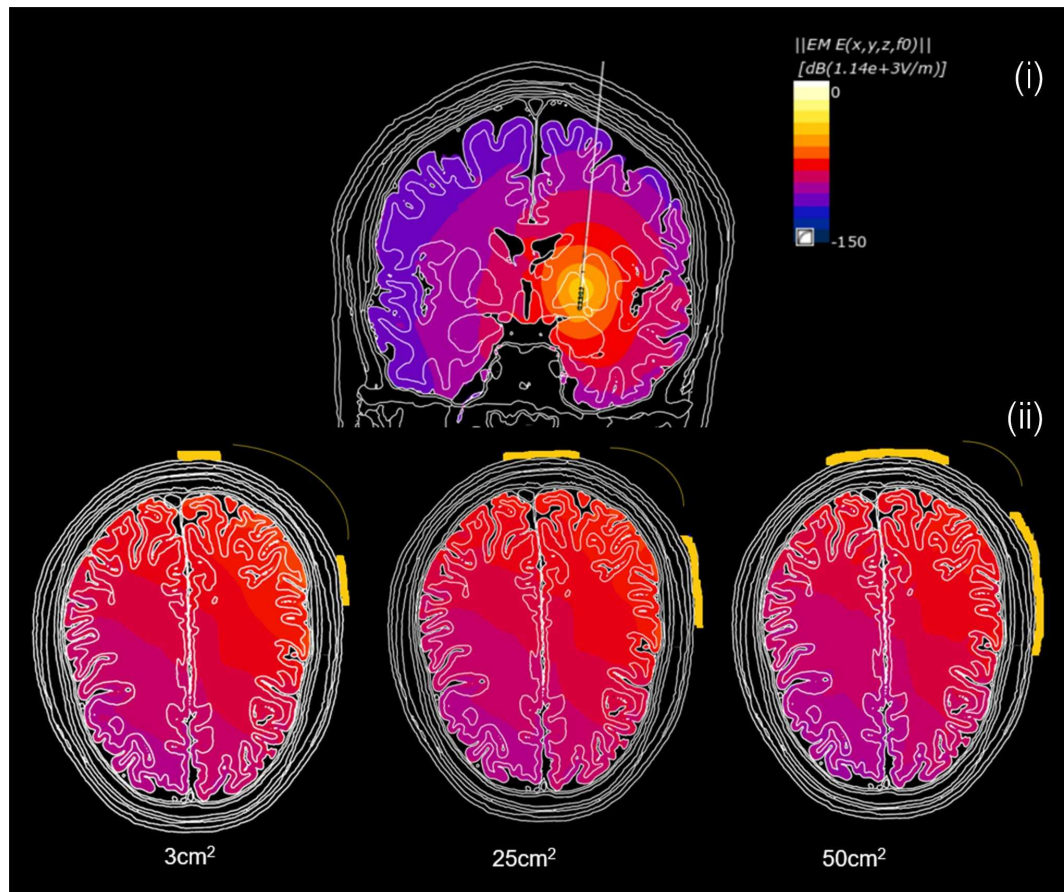 ||EM E(x,y,z,f0)||
[dB(1.14e+3V/m)]
0
-150
(i)
(ii)
3cm²
25cm²
50cm²